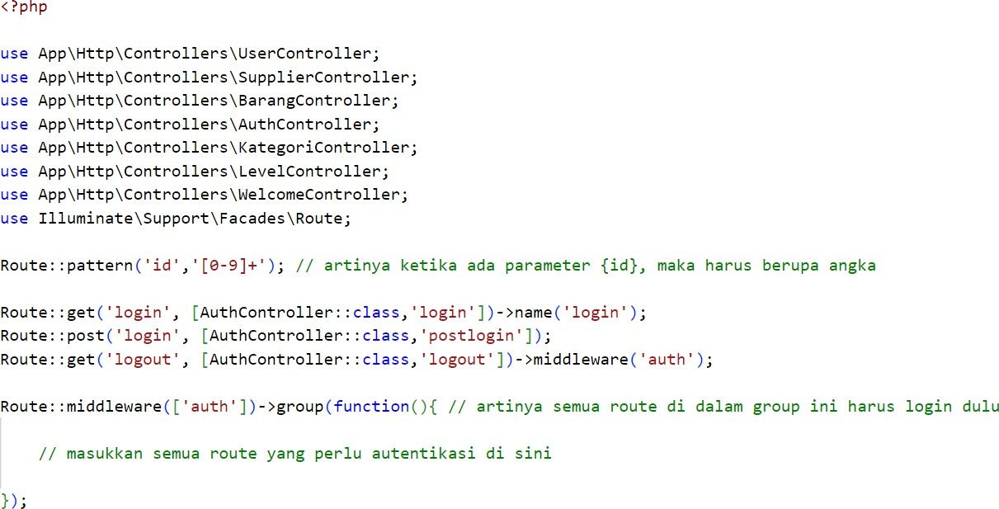 <?php
use App\Http\Controllers\UserController;
use App\Http\Controllers\SupplierController;
use App\Http\Controllers\BarangController;
use App\Http\Controllers\AuthController;
use App\Http\Controllers\KategoriController;
use App\Http\Controllers\LevelController;
use App\Http\Controllers\WelcomeController;
use Illuminate\Support\Facades\Route;
Route::pattern('id','[0-9]+'); // artinya ketika ada parameter {id}, maka harus berupa angka
Route::get('login', [AuthController::class,'login'])->name('login');
Route::post('login', [AuthController::class,'postlogin']);
Route::get('logout', [AuthController::class,'logout'])->middleware('auth');
Route::middleware(['auth'])->group(function(){ // artinya semua route di dalam group ini harus login dulu
    // masukkan semua route yang perlu autentikasi di sini
});